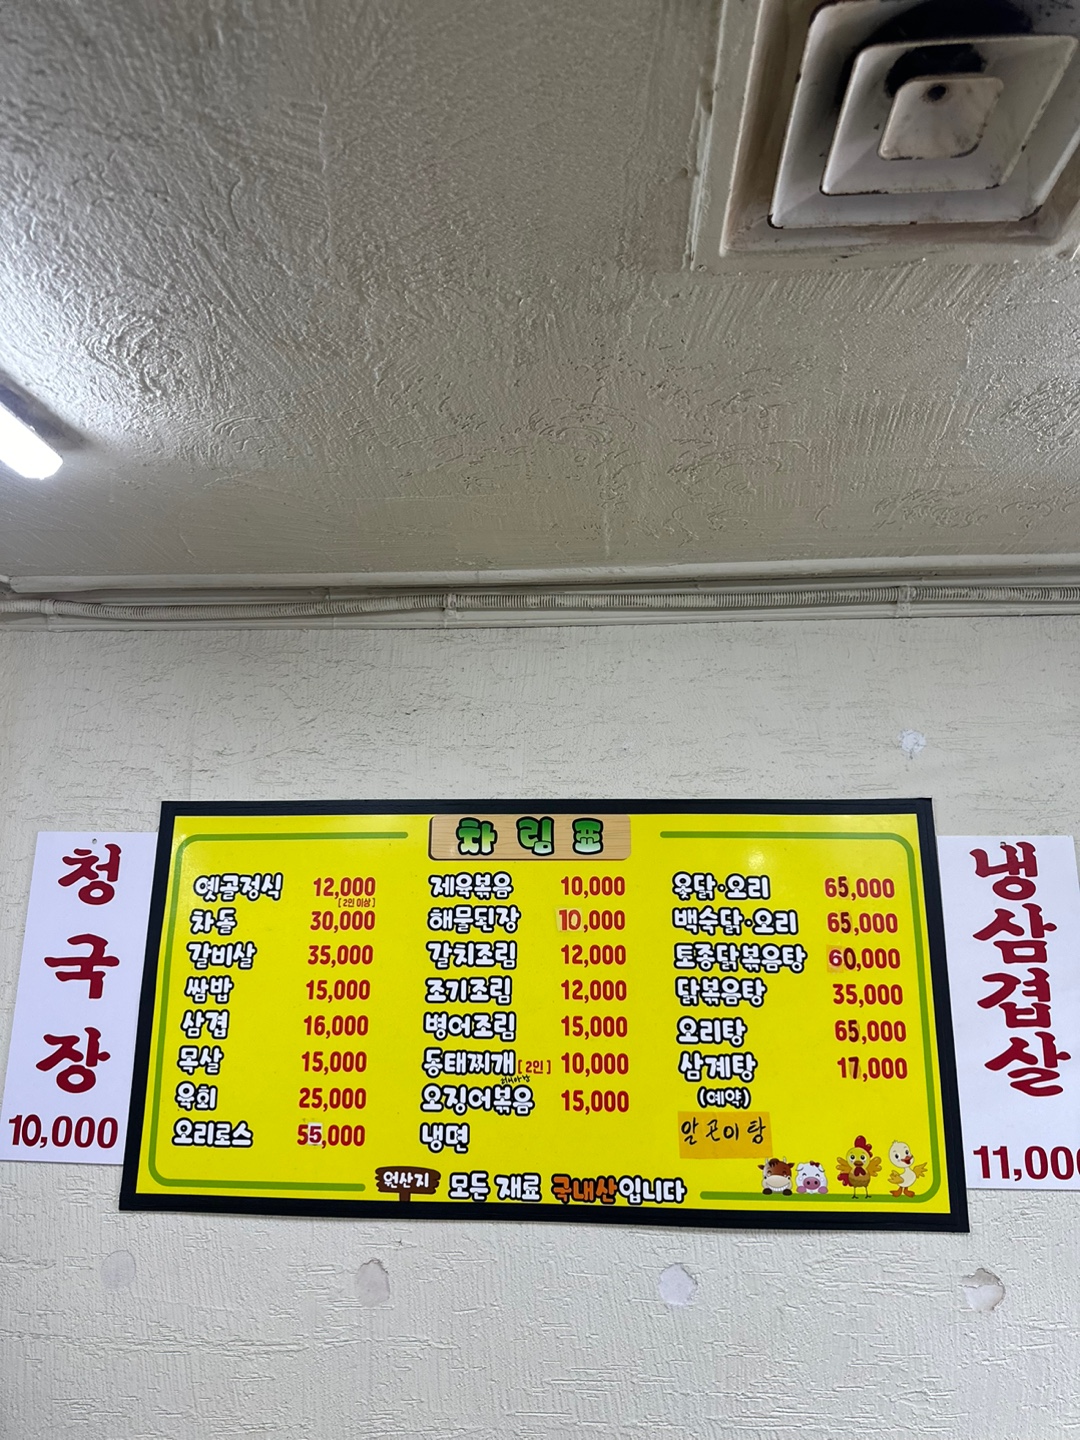 차림표
옛골정식 12,000
[2인 이상]
차돌 30,000
갈비살 35,000
쌈밥 15,000
삼겹 16,000
목살 15,000
육회 25,000
오리로스 55,000
제육볶음 10,000
해물된장 10,000
갈치조림 12,000
조기조림 12,000
병어조림 15,000
동태찌개 [2인] 10,000
오징어볶음 15,000
냉면
옻닭·오리 65,000
백숙닭·오리 65,000
토종닭볶음탕 60,000
닭볶음탕 35,000
오리탕 65,000
삼계탕 17,000
(예약)
알곤이탕
원산지 모든 재료 국내산입니다
청국장
10,000
냉삼겹살
11,000